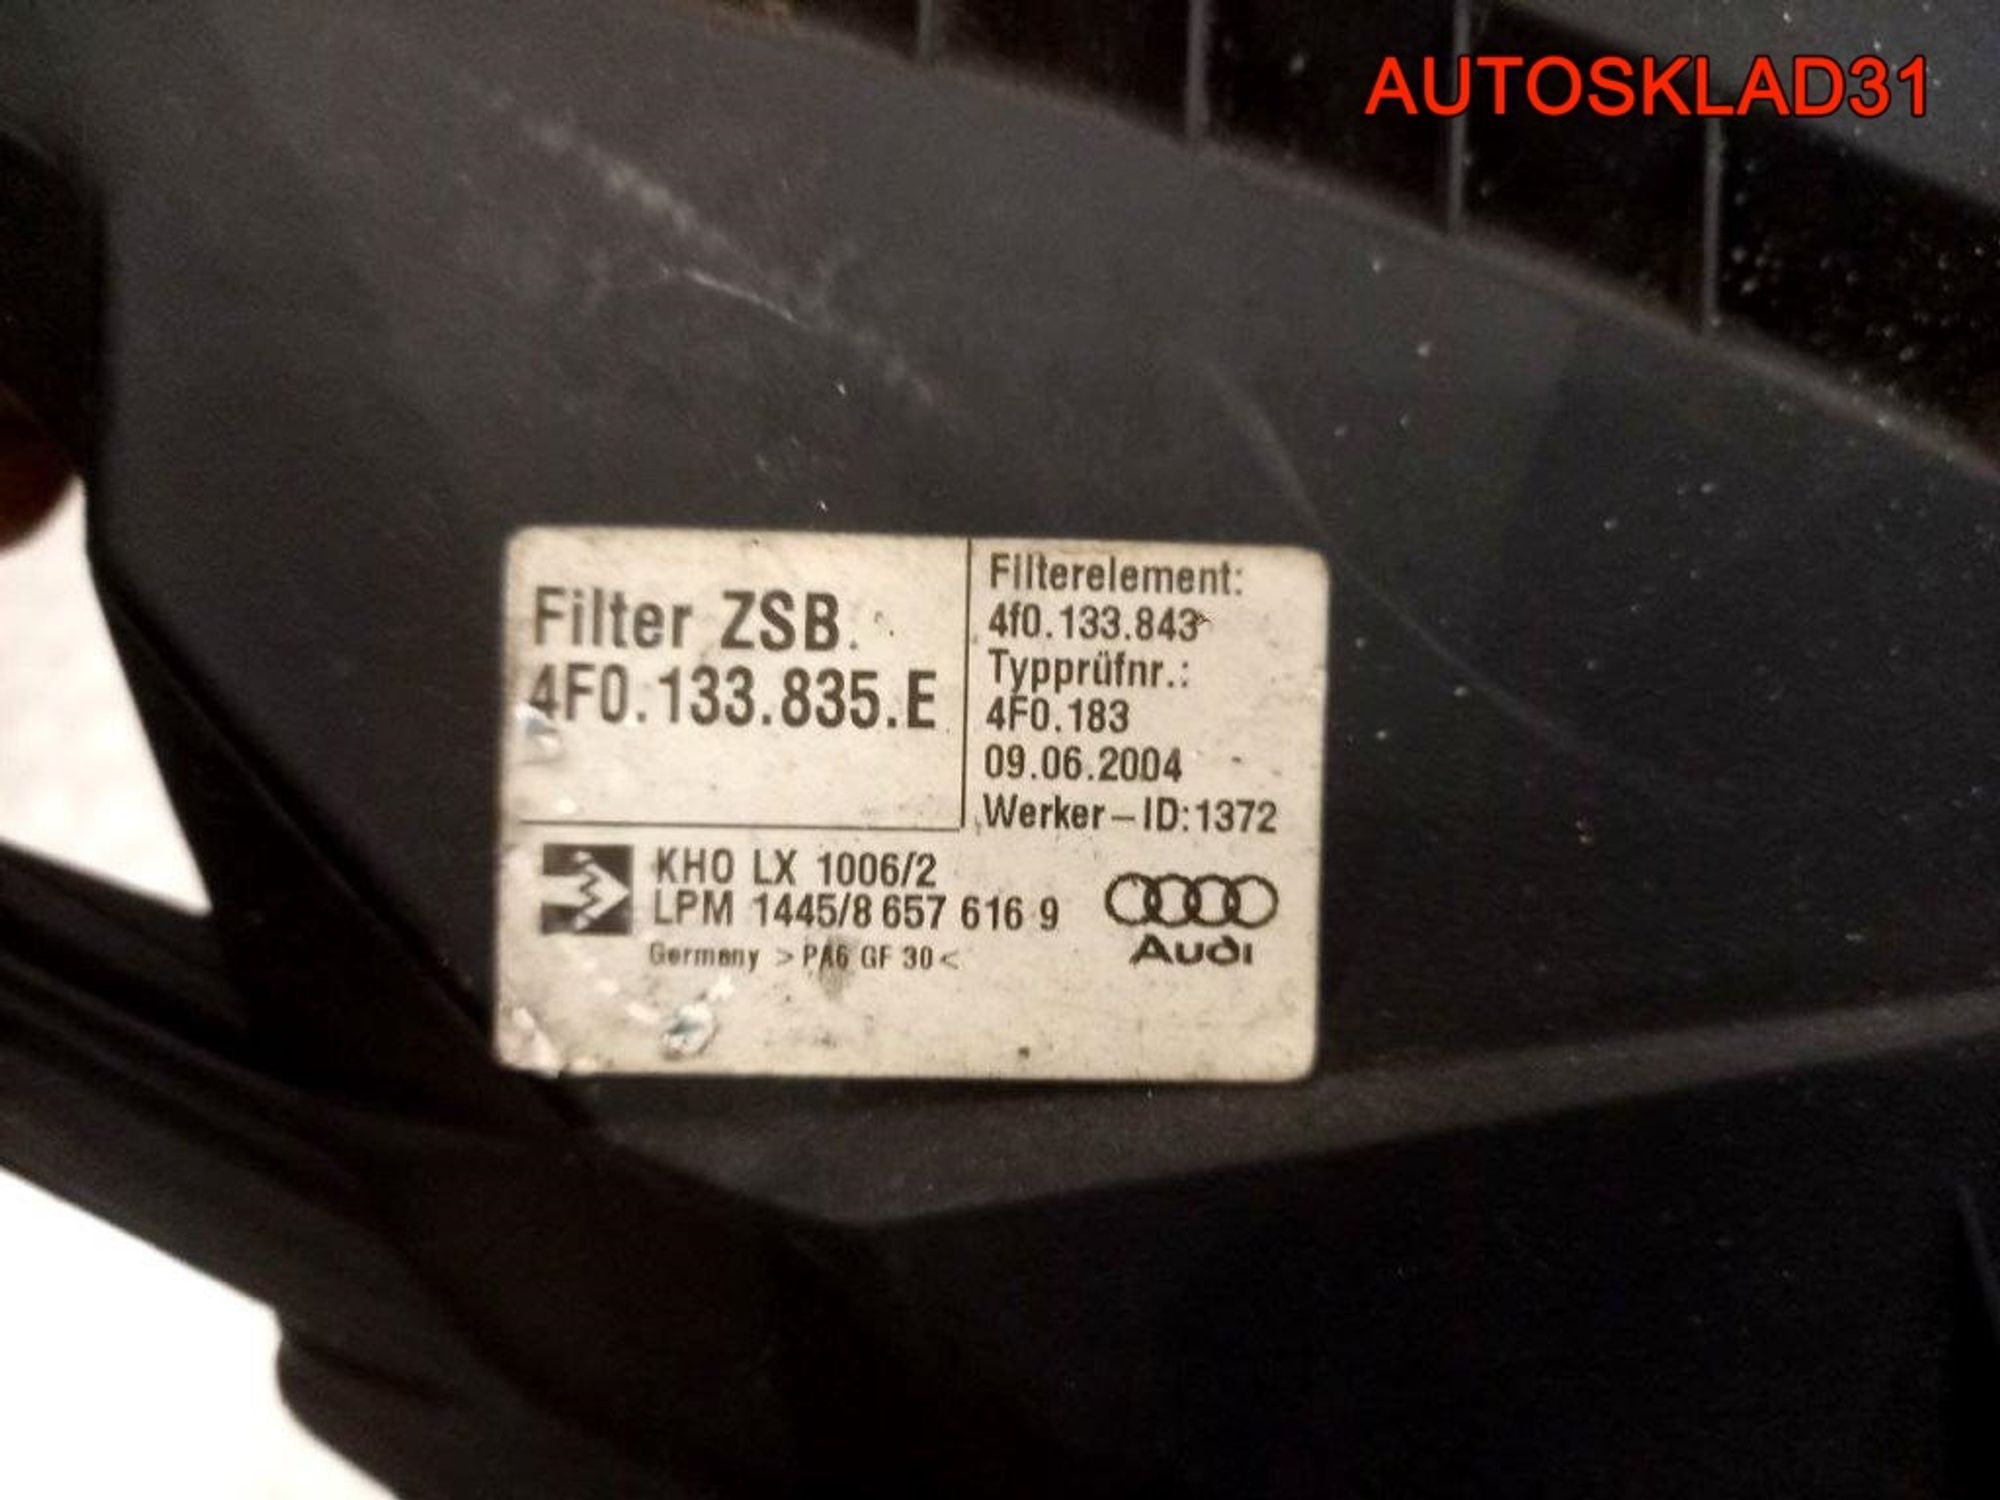 AUTOSKLAD31
Filter ZSB
4F0.133.835.E
Filterelement:
4f0.133.843
Typprüfnr.:
4F0.183
09.06.2004
Werker-ID:1372
KHO LX 1006/2
LPM 1445/8 657 616 9
Germany >PA6 GF 30<
Audi